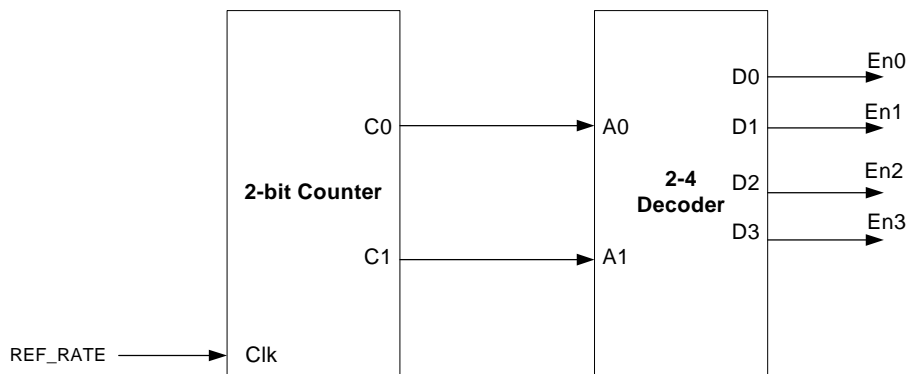 En0
D0
En1
C0
A0
D1
2-bit Counter
2-4
Decoder
D2
En2
D3
En3
C1
A1
REF_RATE
Clk